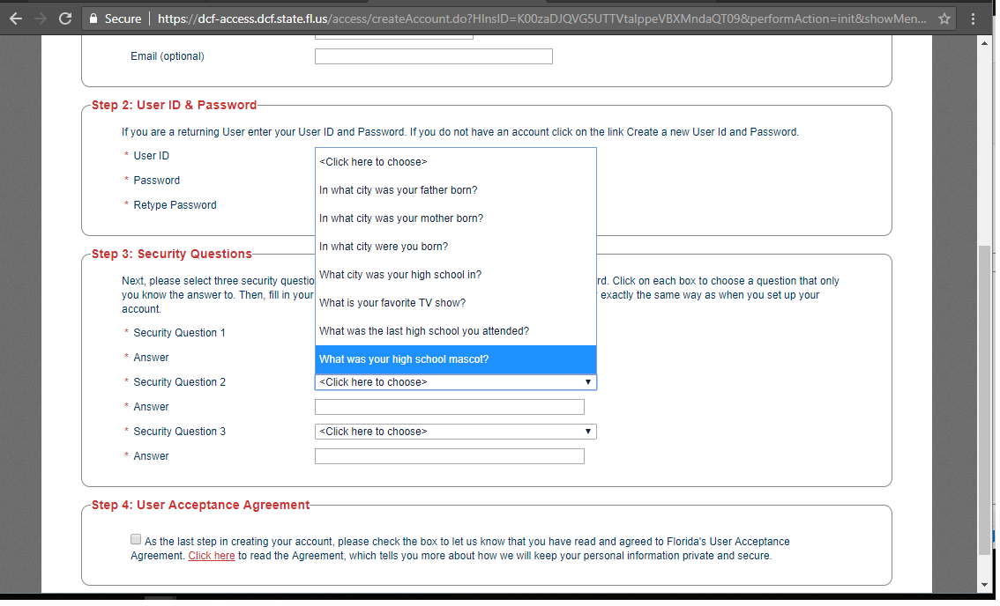 Secure | https://dcf-access.dcf.state.fl.us/access/createAccount.do?HInsID=K00zaDJQVG5UTTVtalppeVBXMndaQT09&performAction=init&showMen...
Email (optional)
Step 2: User ID & Password
If you are a returning User enter your User ID and Password. If you do not have an account click on the link Create a new User Id and Password.
* User ID
<Click here to choose>
* Password
In what city was your father born?
* Retype Password
In what city was your mother born?
In what city were you born?
Step 3: Security Questions
What city was your high school in?
Next, please select three security questio rd. Click on each box to choose a question that only
you know the answer to. Then, fill in your exactly the same way as when you set up your
What is your favorite TV show?
account.
* Security Question 1
What was the last high school you attended?
* Answer
What was your high school mascot?
* Security Question 2 <Click here to choose>
* Answer
* Security Question 3 <Click here to choose>
* Answer
Step 4: User Acceptance Agreement
As the last step in creating your account, please check the box to let us know that you have read and agreed to Florida's User Acceptance
Agreement. Click here to read the Agreement, which tells you more about how we will keep your personal information private and secure.